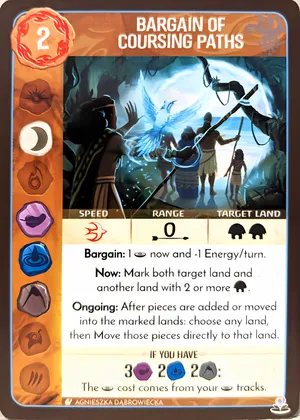 2
BARGAIN OF
COURSING PATHS
SPEED
RANGE
TARGET LAND
0
Bargain: 1 now and -1 Energy/turn.
Now: Mark both target land and
another land with 2 or more .
Ongoing: After pieces are added or moved
into the marked lands: choose any land,
then Move those pieces directly to that land.
IF YOU HAVE
3 2 2 :
The cost comes from your tracks.
AGNIESZKA DĄBROWIECKA